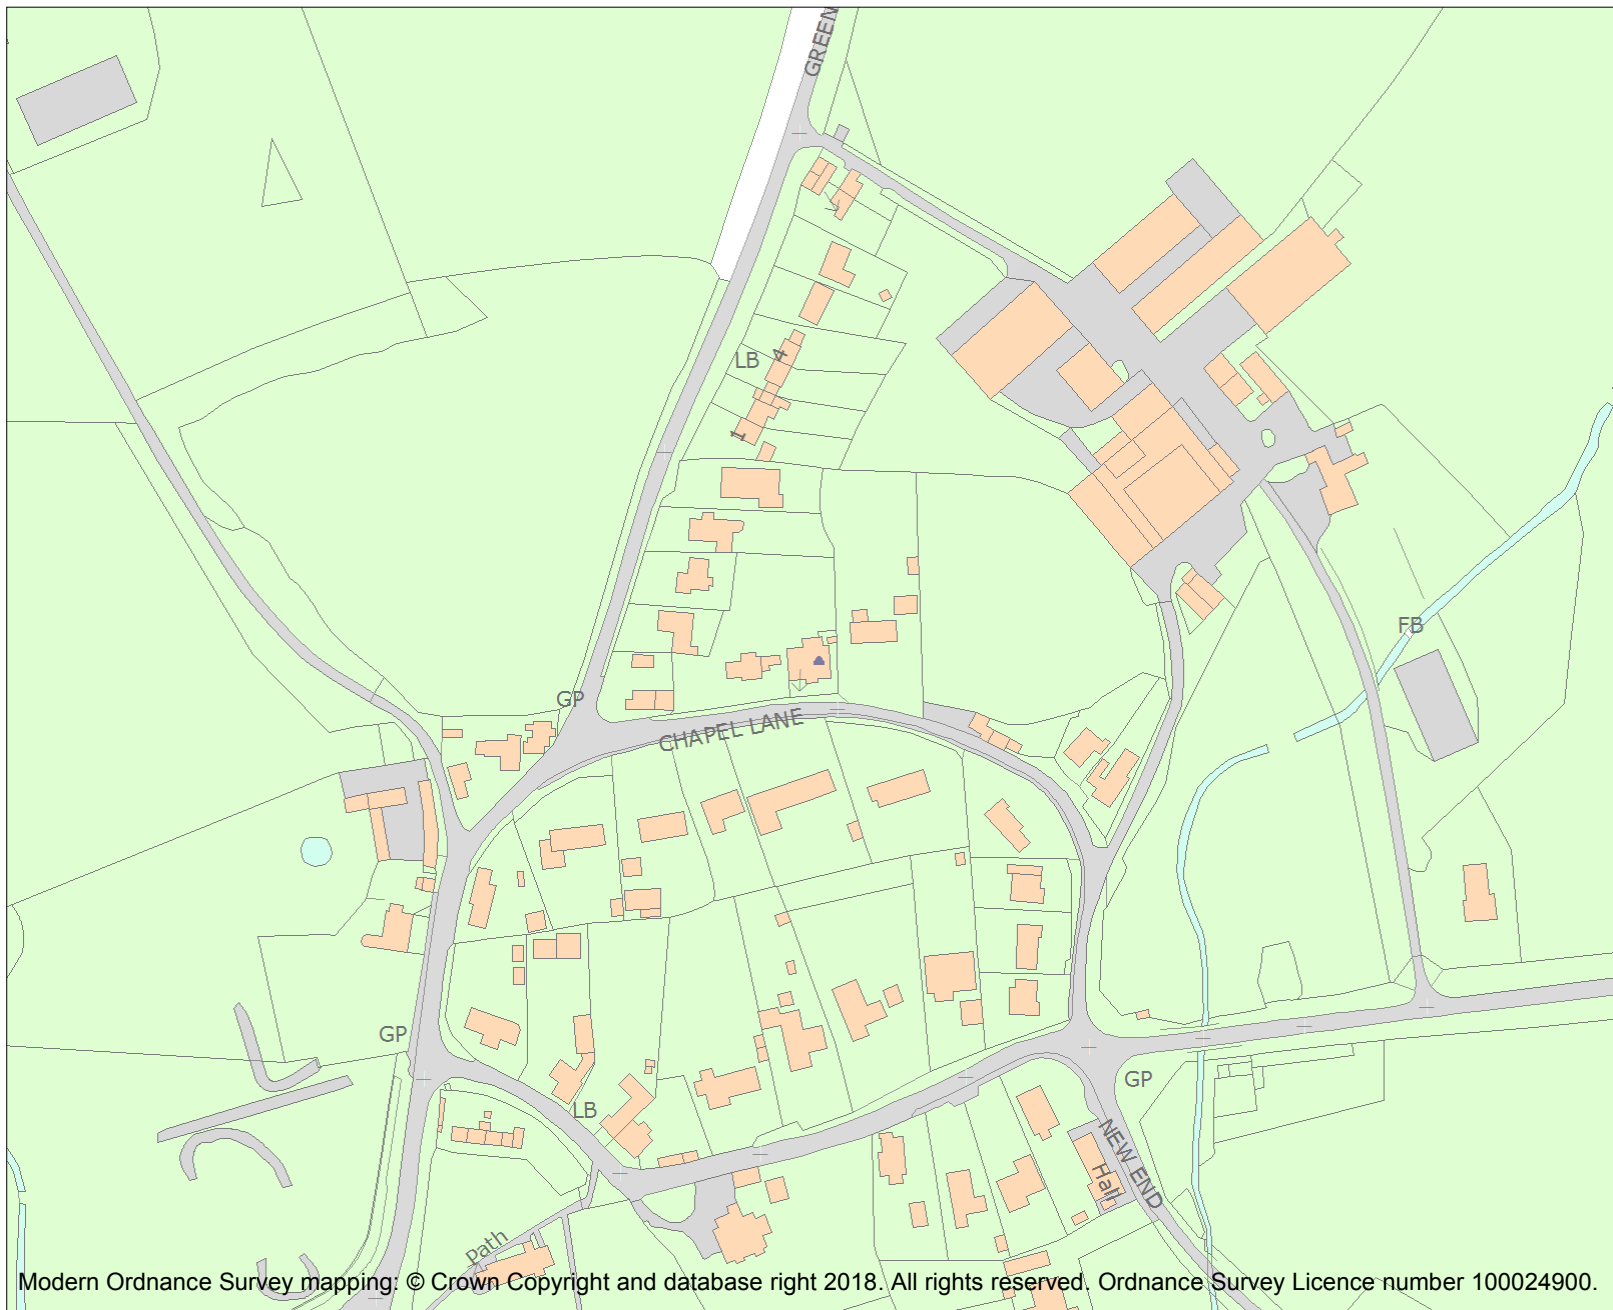 GREEN
LB
4
1
FB
GP
CHAPEL LANE
GP
GP
LB
NEW END
Hall
Path
Modern Ordnance Survey mapping: © Crown Copyright and database right 2018. All rights reserved. Ordnance Survey Licence number 100024900.